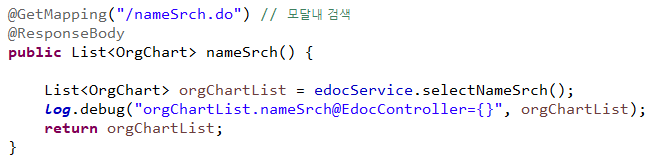 @GetMapping("/nameSrch.do") // 모달내 검색
@ResponseBody
public List<OrgChart> nameSrch() {
List<OrgChart> orgChartList = edocService.selectNameSrch();
log.debug("orgChartList.nameSrch@EdocController={}", orgChartList);
return orgChartList;
}